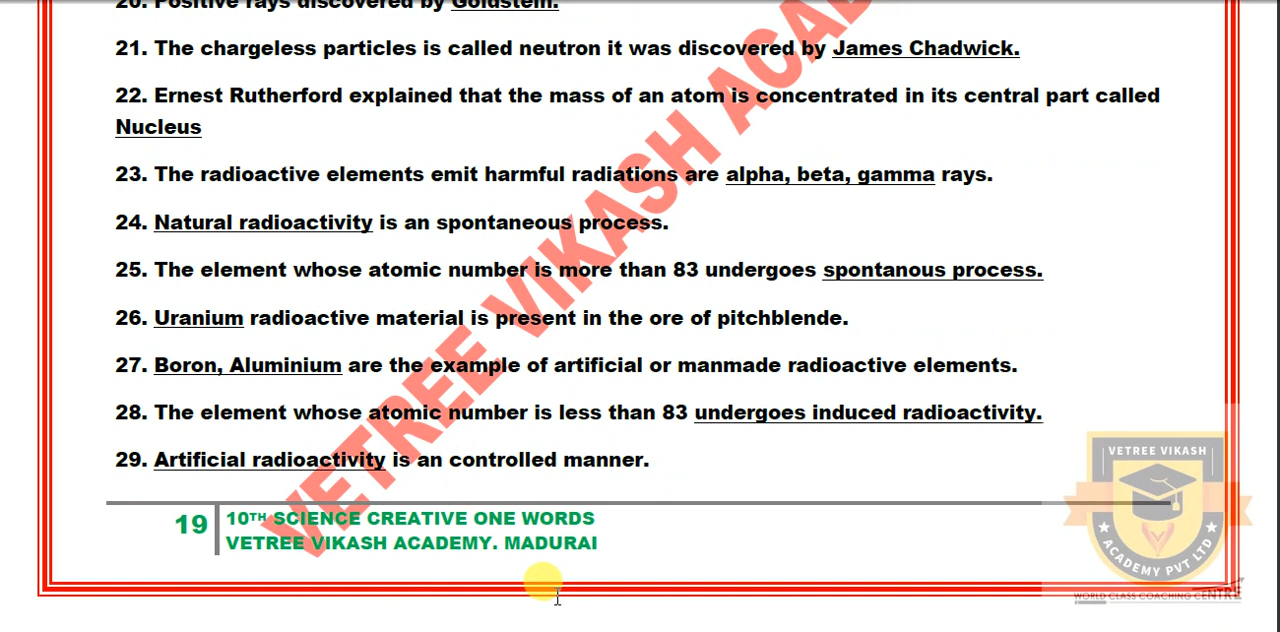 20. Positive rays discovered by Goldstein.
21. The chargeless particles is called neutron it was discovered by James Chadwick.
22. Ernest Rutherford explained that the mass of an atom is concentrated in its central part called
Nucleus
23. The radioactive elements emit harmful radiations are alpha, beta, gamma rays.
24. Natural radioactivity is an spontaneous process.
25. The element whose atomic number is more than 83 undergoes spontanous process.
26. Uranium radioactive material is present in the ore of pitchblende.
27. Boron, Aluminium are the example of artificial or manmade radioactive elements.
28. The element whose atomic number is less than 83 undergoes induced radioactivity.
29. Artificial radioactivity is an controlled manner.
VETREE VIKASH ACAD
19
10TH SCIENCE CREATIVE ONE WORDS
VETREE VIKASH ACADEMY. MADURAI
VETREE VIKASH
ACADEMY PVT LTD
WORLD CLASS COACHING CENTRE